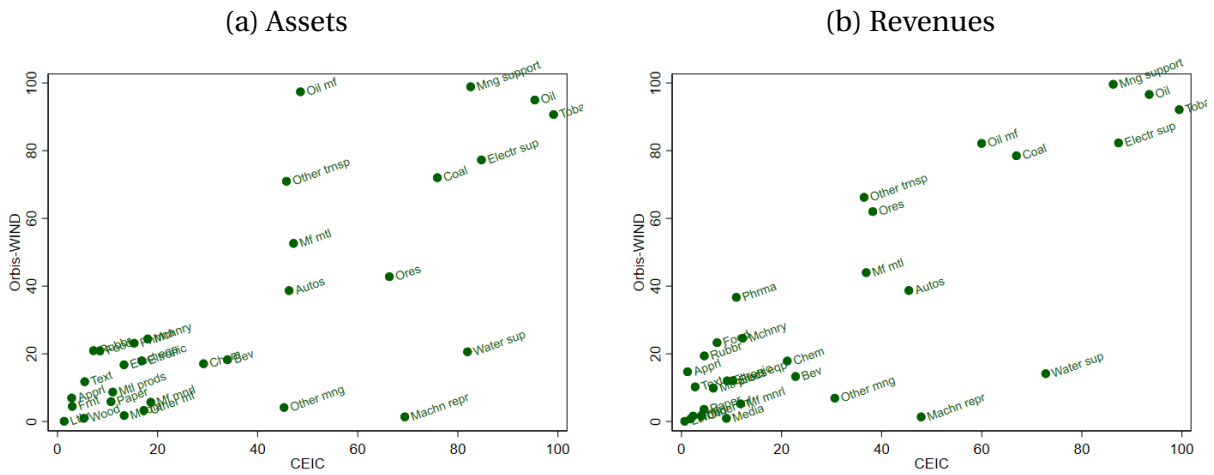 (a) Assets
Orbis-WIND
100
80
60
40
20
0
Oil mf
Mng support
Oil
Toba
Electr sup
Coal
Other trnsp
Mf mtl
Ores
Autos
Mchnry
Water sup
Chem
Bev
Text
Mtl prods
Apprl
Frnt
Paper
Mf mnrl
Other mf
Wood
Other mng
Machn repr
0 20 40 60 80 100
CEIC
(b) Revenues
Orbis-WIND
100
80
60
40
20
0
Mng support
Oil
Toba
Electr sup
Oil mf
Coal
Other trnsp
Ores
Mf mtl
Autos
Phrma
Food
Mchnry
Rubbr
Chem
Apprl
Bev
Text
Water sup
Other mng
Paper
Mf mnrl
Media
Machn repr
0 20 40 60 80 100
CEIC